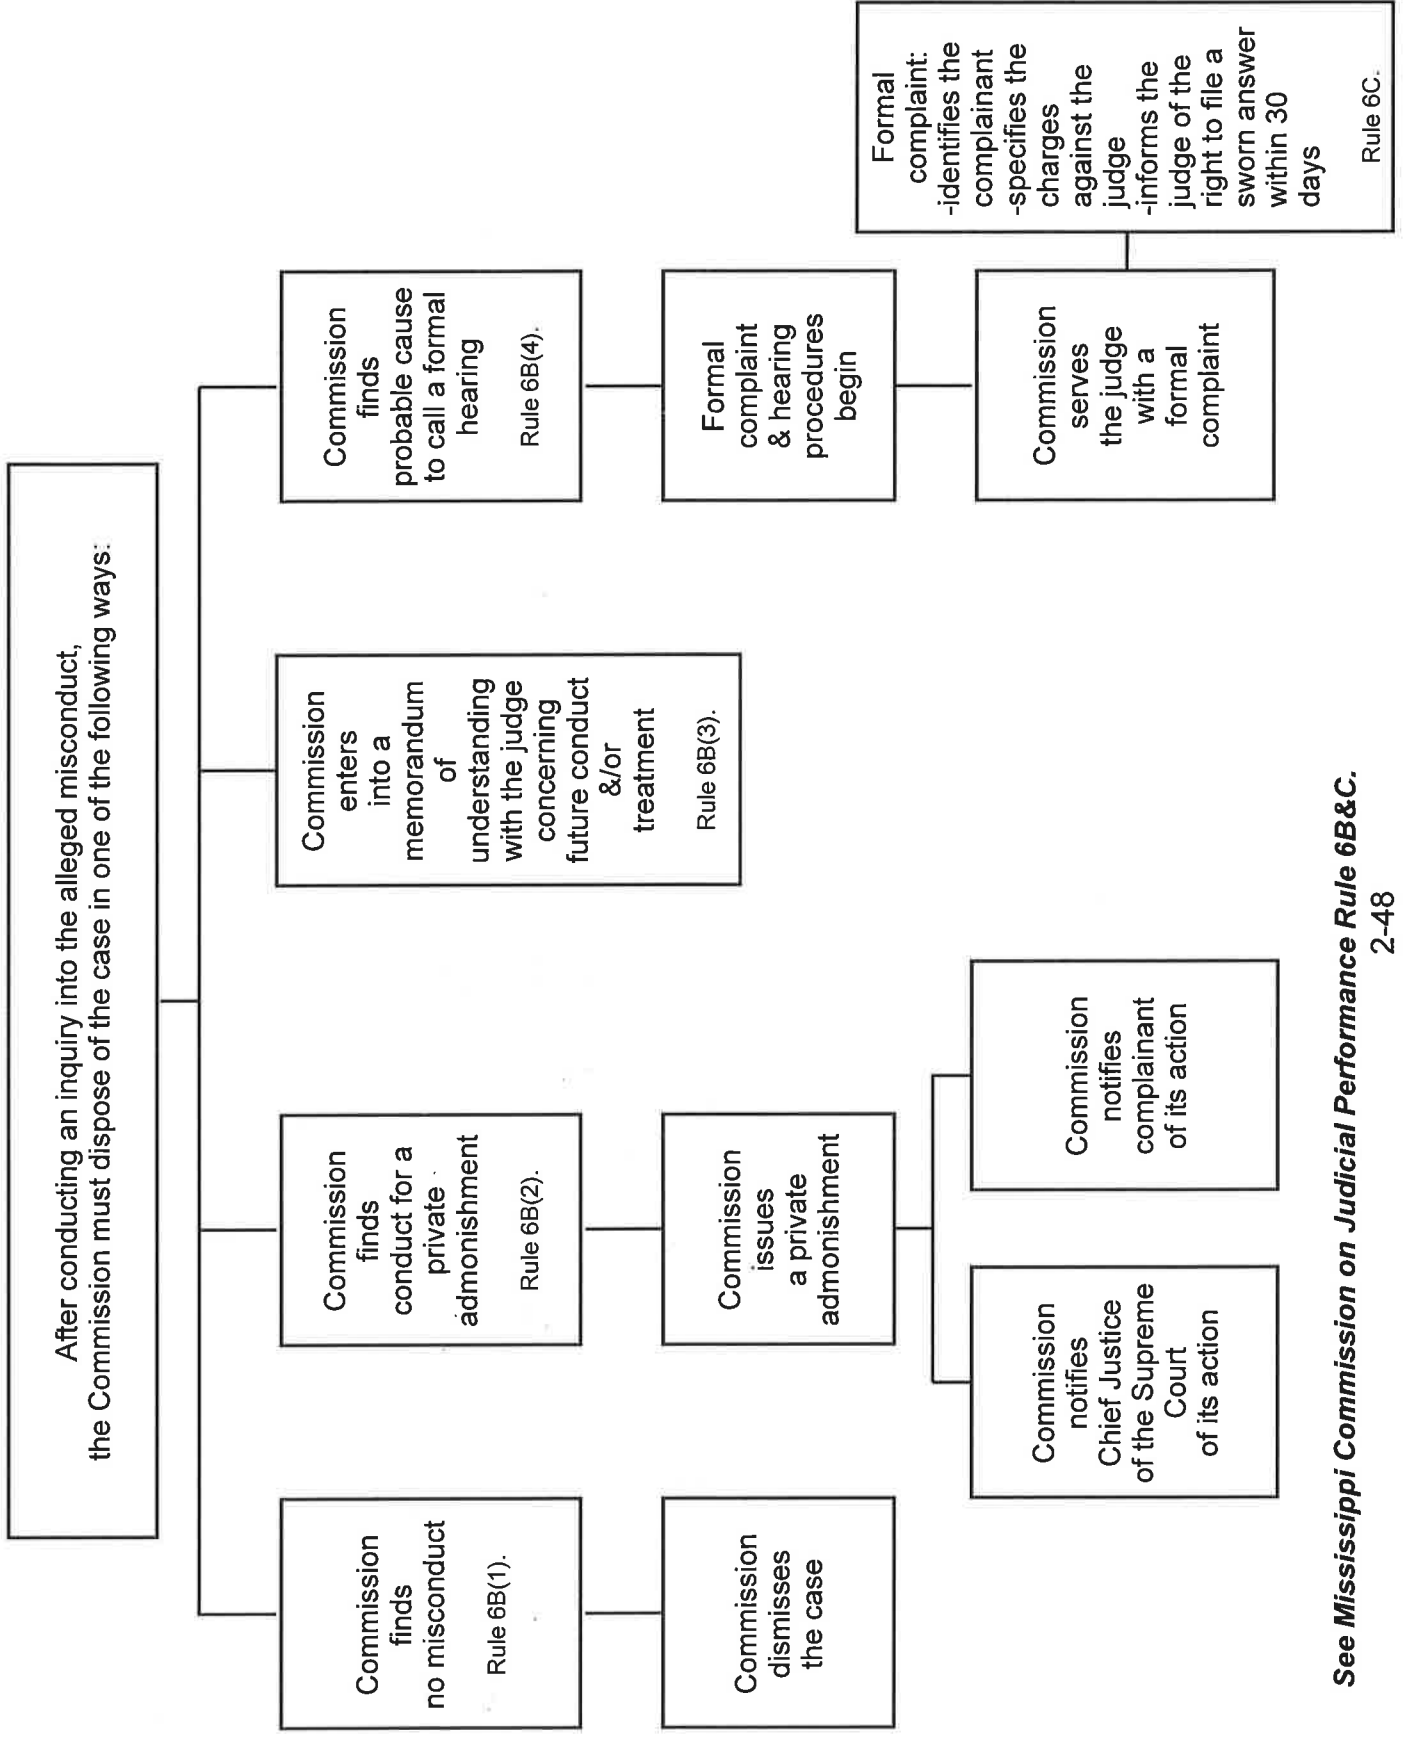 After conducting an inquiry into the alleged misconduct,
the Commission must dispose of the case in one of the following ways:
Commission
finds
no misconduct
Rule 6B(1).
Commission
dismisses
the case
Commission
finds
conduct for a
private
admonishment
Rule 6B(2).
Commission
issues
a private
admonishment
Commission
notifies
Chief Justice
of the Supreme
Court
of its action
Commission
notifies
complainant
of its action
Commission
enters
into a
memorandum
of
understanding
with the judge
concerning
future conduct
&/or
treatment
Rule 6B(3).
Commission
finds
probable cause
to call a formal
hearing
Rule 6B(4).
Formal
complaint
& hearing
procedures
begin
Commission
serves
the judge
with a
formal
complaint
Formal
complaint:
-identifies the
complainant
-specifies the
charges
against the
judge
-informs the
judge of the
right to file a
sworn answer
within 30
days
Rule 6C.
See Mississippi Commission on Judicial Performance Rule 6B&C.
2-48